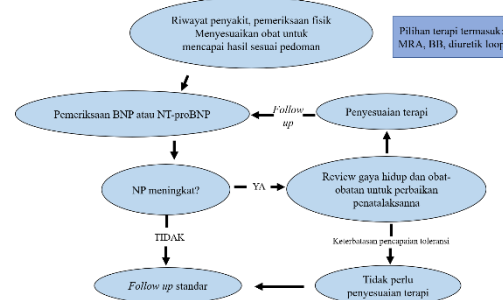 Riwayat penyakit, pemeriksaan fisik
Menyesuaikan obat untuk
mencapai hasil sesuai pedoman
Pilihan terapi termasuk:
MRA, BB, diuretik loop
Pemeriksaan BNP atau NT-proBNP
Follow
up
Penyesuaian terapi
NP meningkat?
YA
Review gaya hidup dan obat-
obatan untuk perbaikan
penatalaksanna
TIDAK
Keterbatasan pencapaian toleransi
Follow up standar
Tidak perlu
penyesuaian terapi